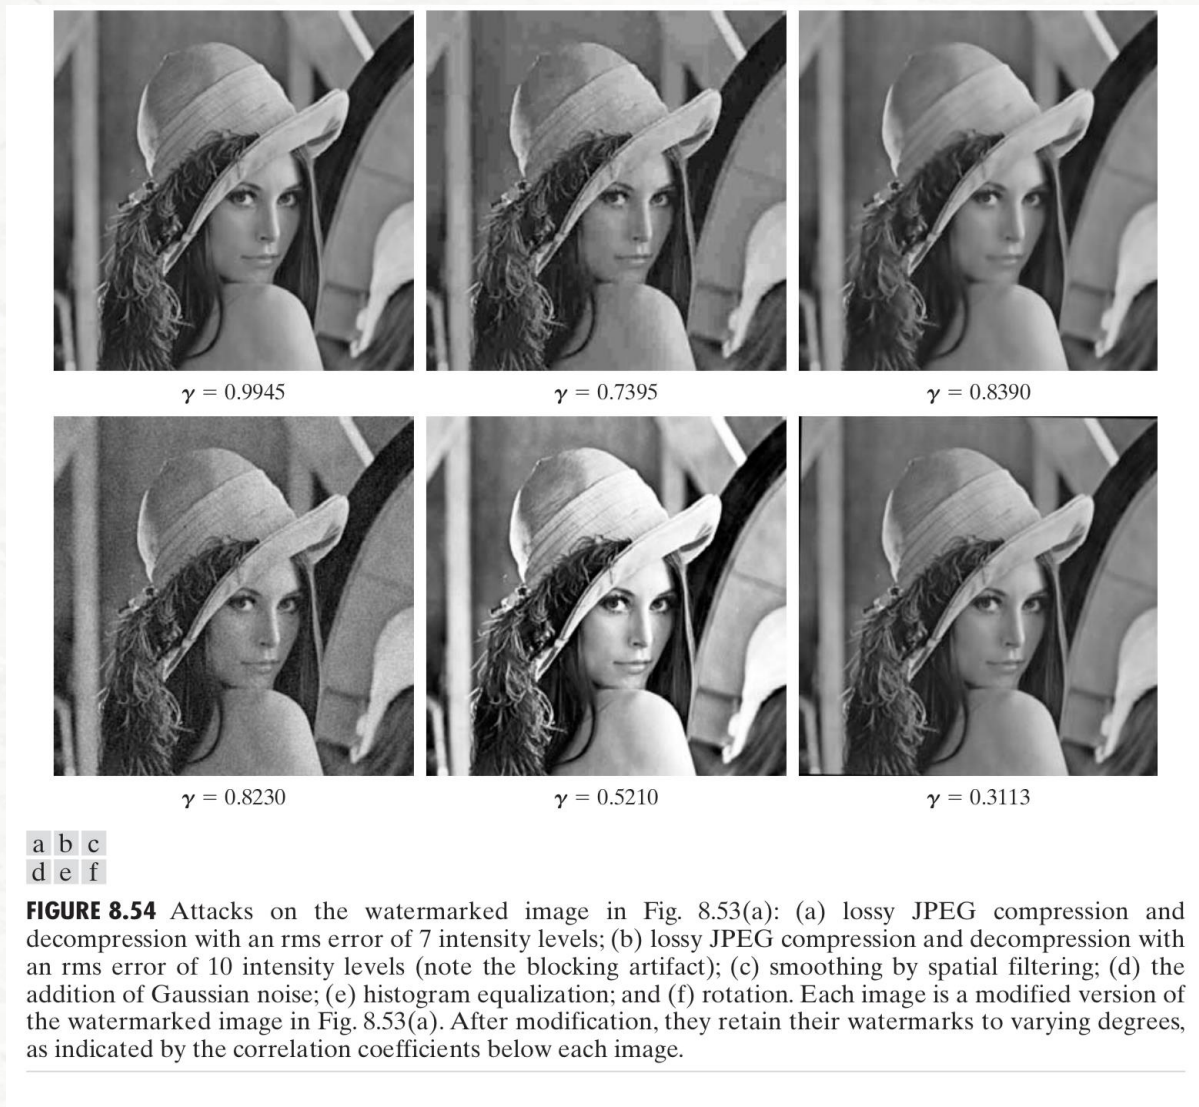 γ = 0.9945
γ = 0.7395
γ = 0.8390
γ = 0.8230
γ = 0.5210
γ = 0.3113
a b c
d e f
FIGURE 8.54 Attacks on the watermarked image in Fig. 8.53(a): (a) lossy JPEG compression and
decompression with an rms error of 7 intensity levels; (b) lossy JPEG compression and decompression with
an rms error of 10 intensity levels (note the blocking artifact); (c) smoothing by spatial filtering; (d) the
addition of Gaussian noise; (e) histogram equalization; and (f) rotation. Each image is a modified version of
the watermarked image in Fig. 8.53(a). After modification, they retain their watermarks to varying degrees,
as indicated by the correlation coefficients below each image.